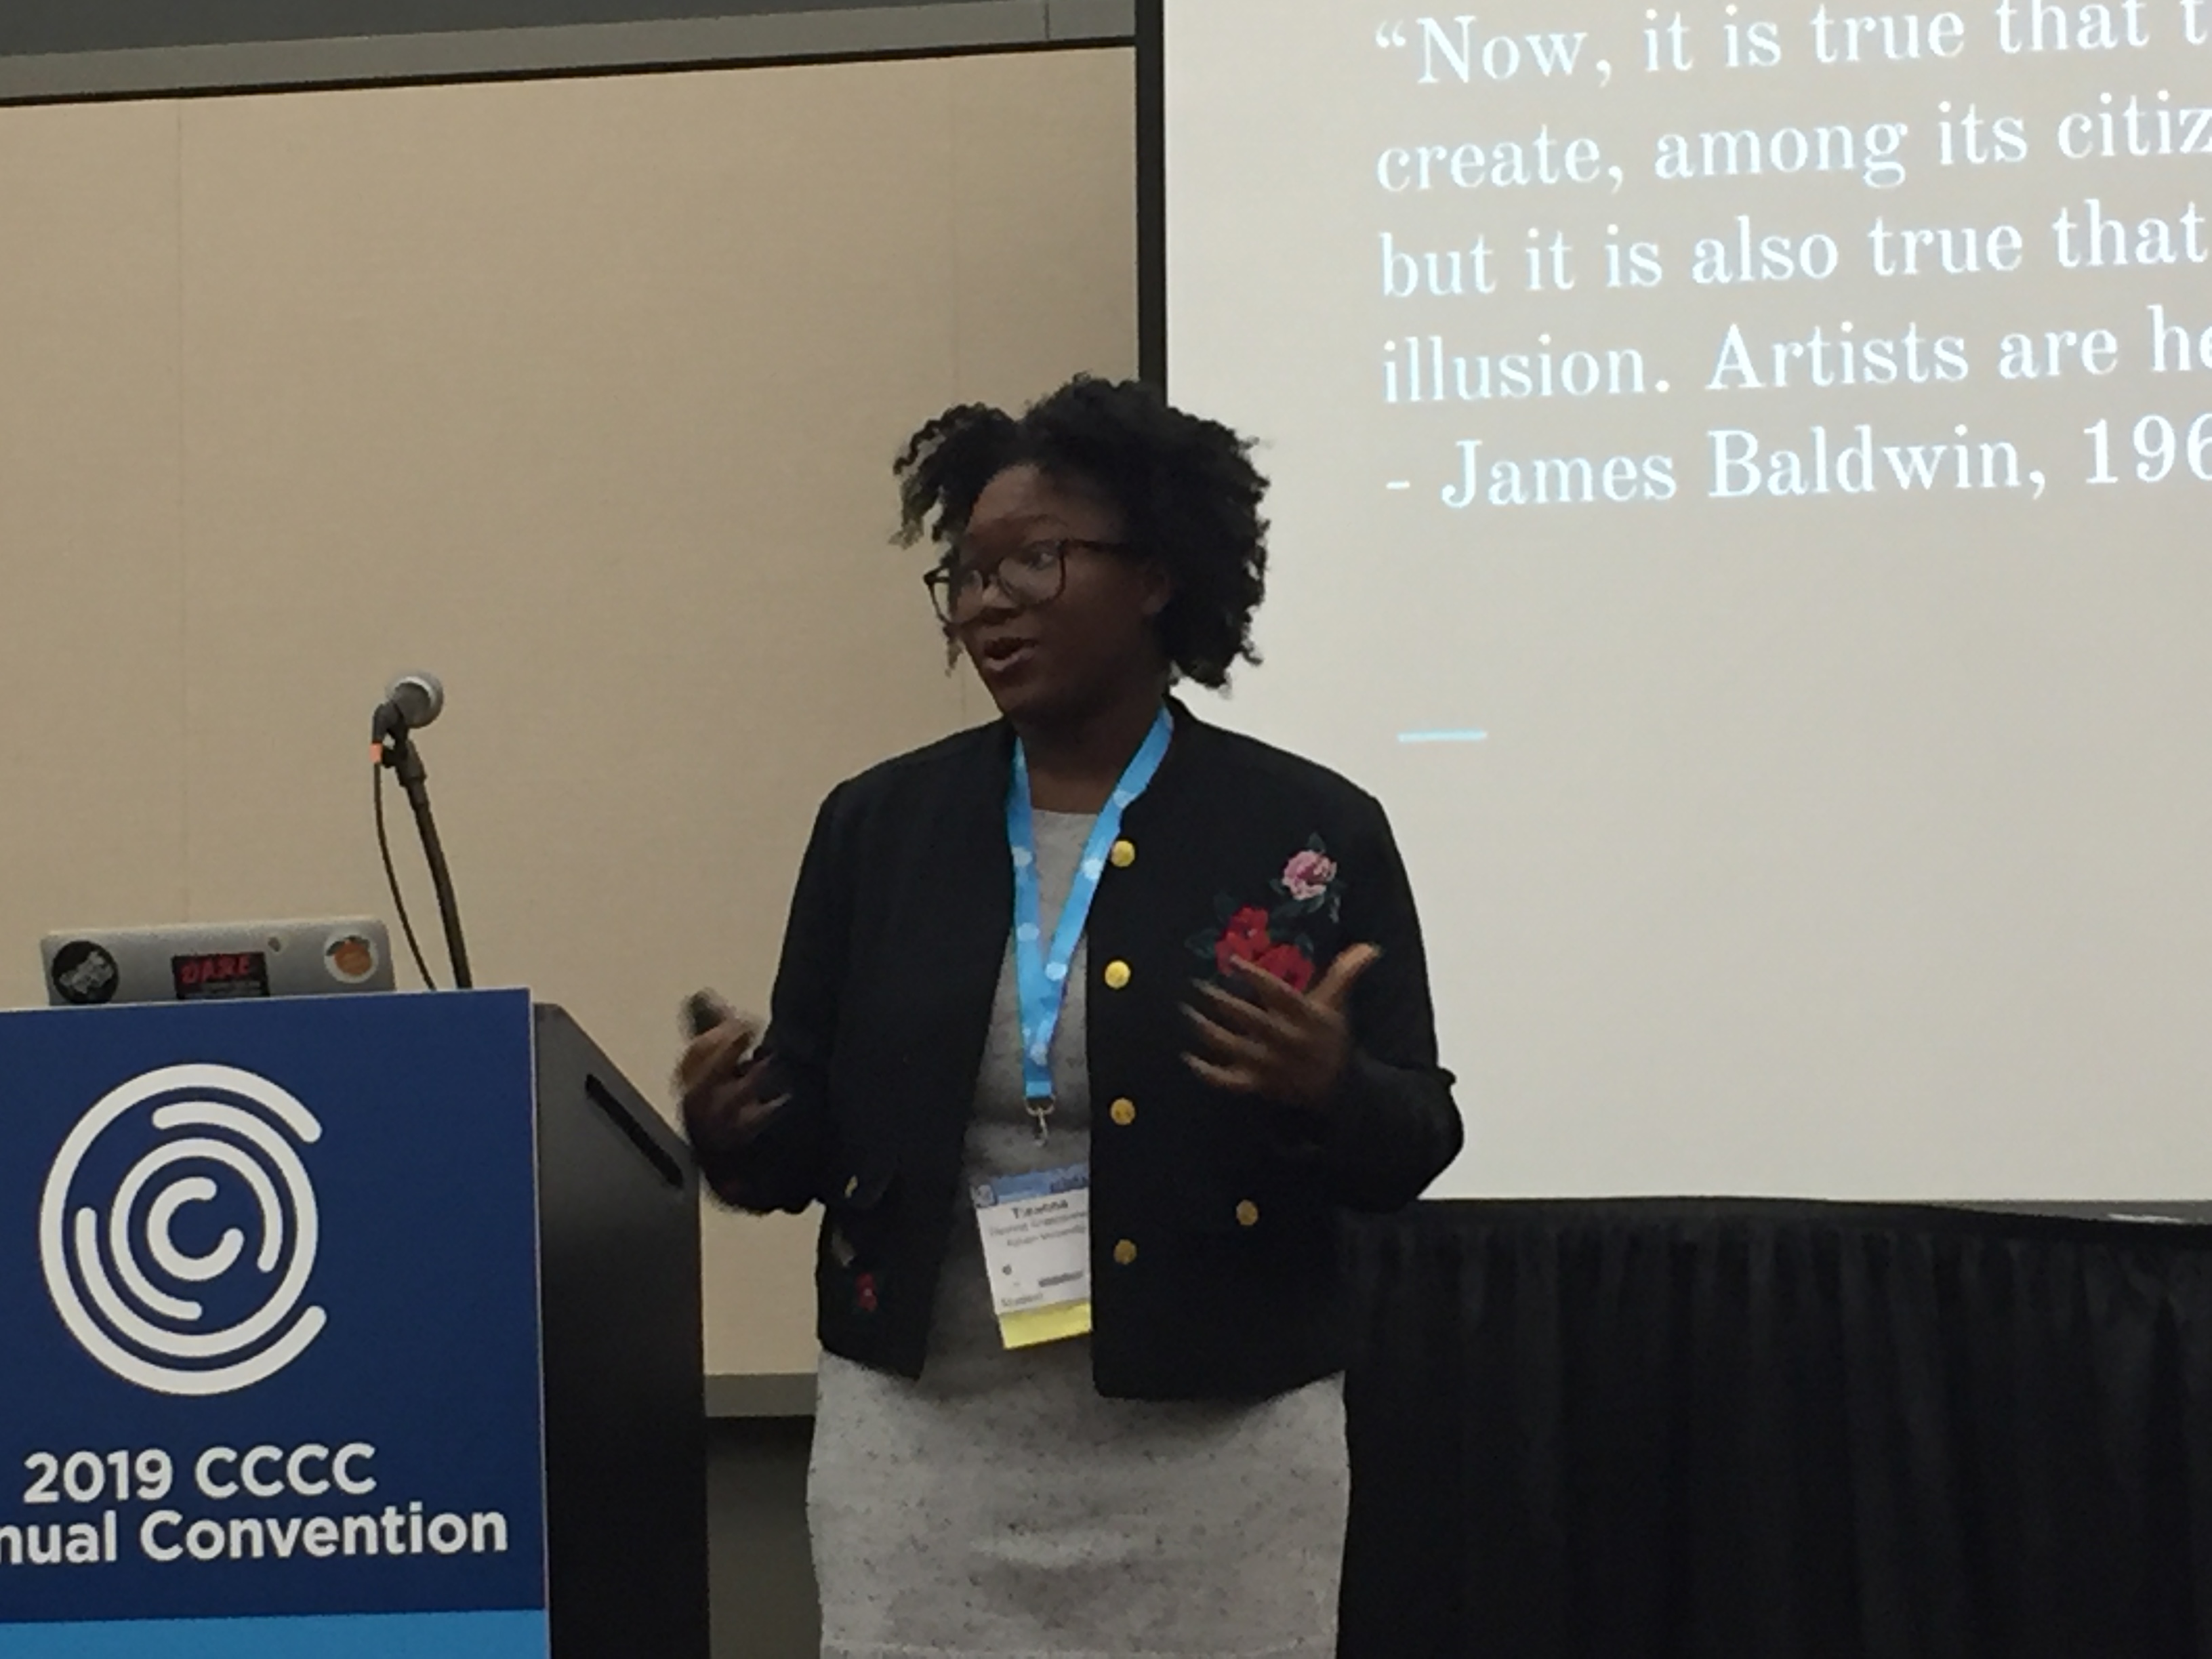 “Now, it is true that t
create, among its citiz
but it is also true that
illusion. Artists are he
- James Baldwin, 196
DARE
2019 CCCC
nual Convention
Student